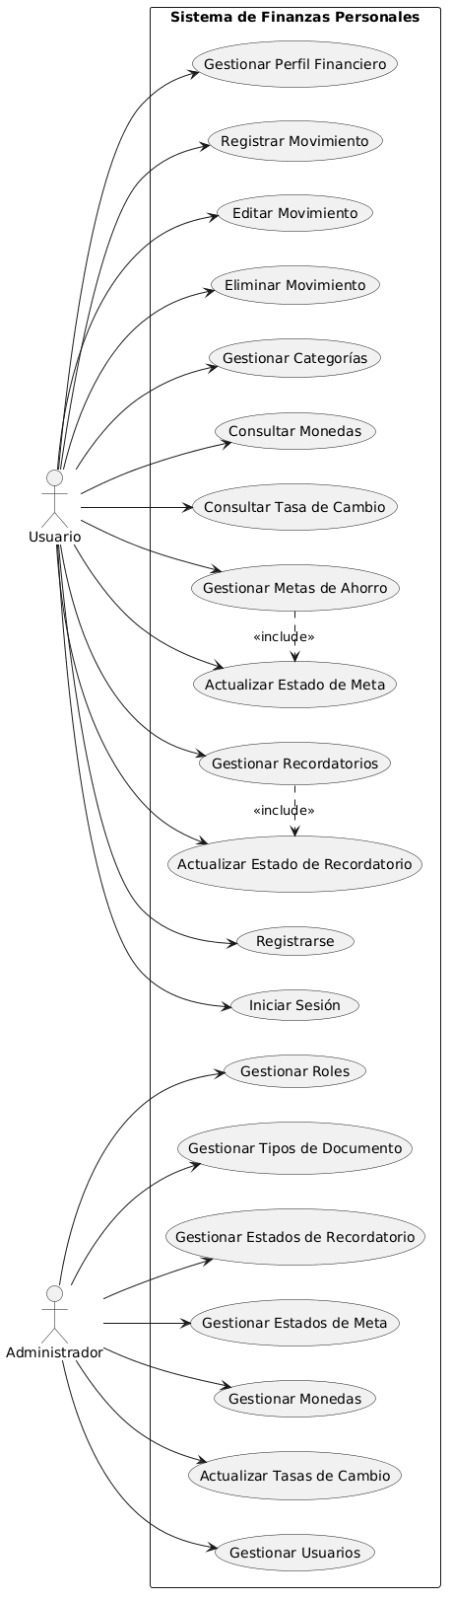 Sistema de Finanzas Personales
Gestionar Perfil Financiero
Registrar Movimiento
Editar Movimiento
Eliminar Movimiento
Gestionar Categorías
Consultar Monedas
Consultar Tasa de Cambio
Usuario
Gestionar Metas de Ahorro
«include»
Actualizar Estado de Meta
Gestionar Recordatorios
«include»
Actualizar Estado de Recordatorio
Registrarse
Iniciar Sesión
Gestionar Roles
Gestionar Tipos de Documento
Gestionar Estados de Recordatorio
Gestionar Estados de Meta
Administrador
Gestionar Monedas
Actualizar Tasas de Cambio
Gestionar Usuarios